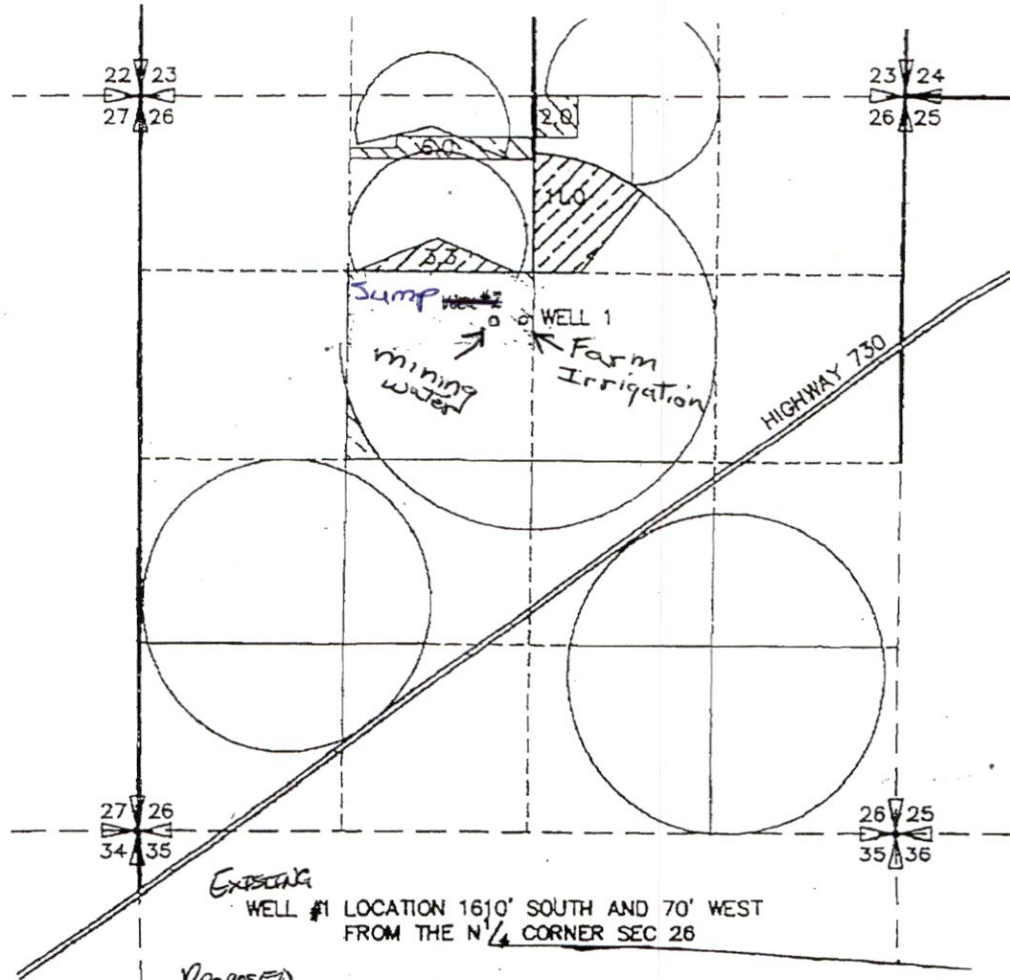 22 23
27 26
23 24
26 25
2.0
6.0
11.0
3.3
Sump
WELL 1
mining water
Farm Irrigation
HIGHWAY 730
27 26
34 35
26 25
35 36
EXISTING
WELL #1 LOCATION 1610' SOUTH AND 70' WEST
FROM THE N 1/4 CORNER SEC 26
PROPOSED